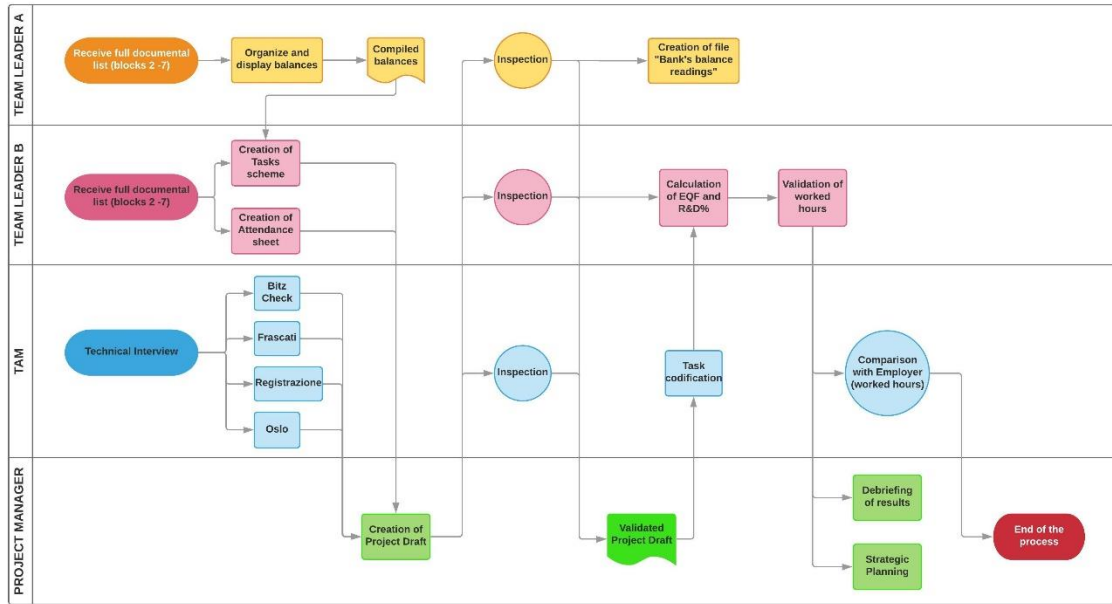 TEAM LEADER A
Receive full documental
list (blocks 2 -7)
Organize and
display balances
Compiled
balances
Inspection
Creation of file
"Bank's balance
readings"
TEAM LEADER B
Receive full documental
list (blocks 2 -7)
Creation of
Tasks
scheme
Creation of
Attendance
sheet
Inspection
Calculation
of EQF and
R&D%
Validation of
worked
hours
TAM
Technical Interview
Bitz
Check
Frascati
Registrazione
Oslo
Inspection
Task
codification
Comparison
with Employer
(worked hours)
PROJECT MANAGER
Creation of
Project Draft
Validated
Project Draft
Debriefing
of results
Strategic
Planning
End of the
process